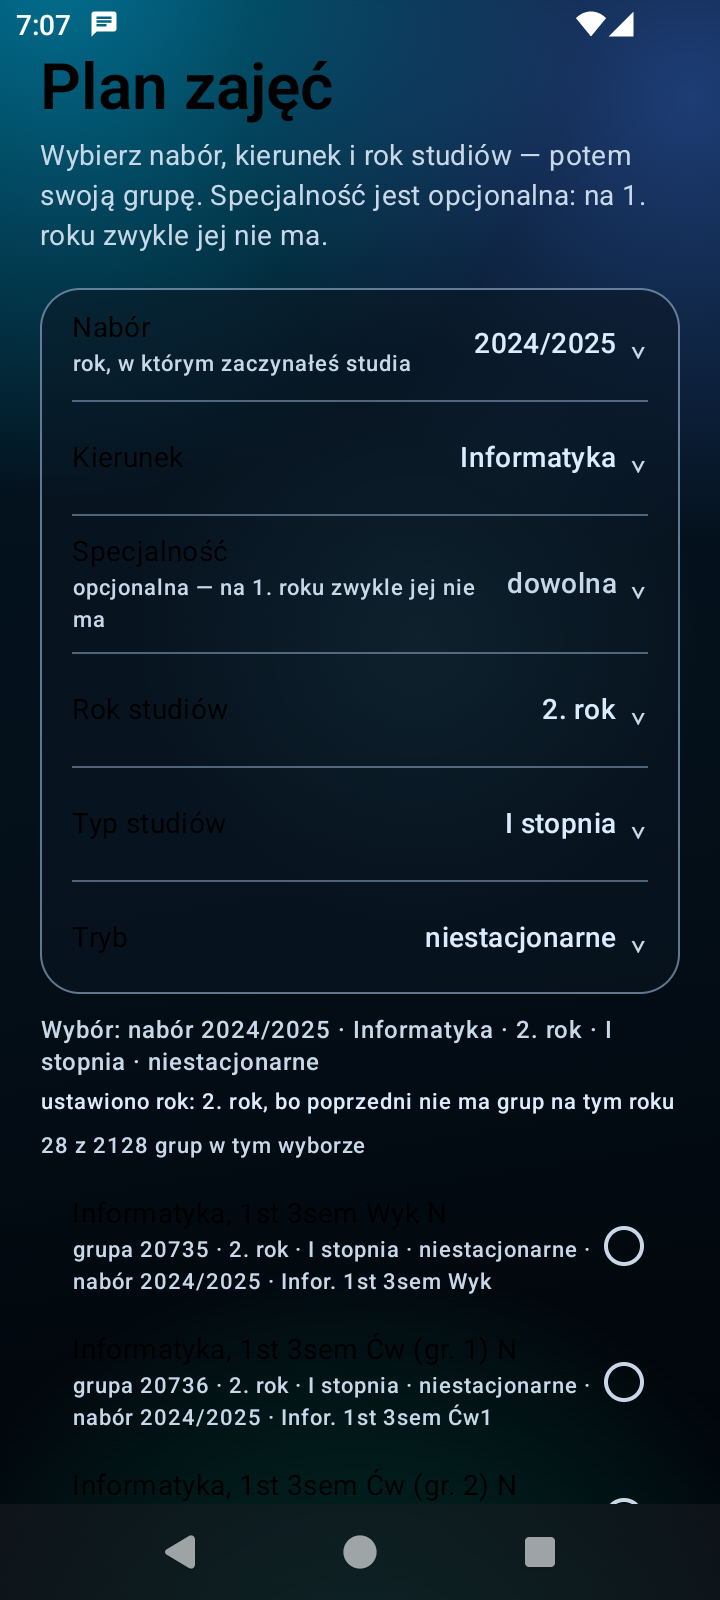 7:07
Plan zajęć
Wybierz nabór, kierunek i rok studiów — potem
swoją grupę. Specjalność jest opcjonalna: na 1.
roku zwykle jej nie ma.
Nabór
rok, w którym zaczynałeś studia
2024/2025
Kierunek
Informatyka
Specjalność
opcjonalna — na 1. roku zwykle jej nie
ma
dowolna
Rok studiów
2. rok
Typ studiów
I stopnia
Tryb
niestacjonarne
Wybór: nabór 2024/2025 · Informatyka · 2. rok · I
stopnia · niestacjonarne
ustawiono rok: 2. rok, bo poprzedni nie ma grup na tym roku
28 z 2128 grup w tym wyborze
Informatyka, 1st 3sem Wyk N
grupa 20735 · 2. rok · I stopnia · niestacjonarne ·
nabór 2024/2025 · Infor. 1st 3sem Wyk
Informatyka, 1st 3sem Ćw (gr. 1) N
grupa 20736 · 2. rok · I stopnia · niestacjonarne ·
nabór 2024/2025 · Infor. 1st 3sem Ćw1
Informatyka, 1st 3sem Ćw (gr. 2) N